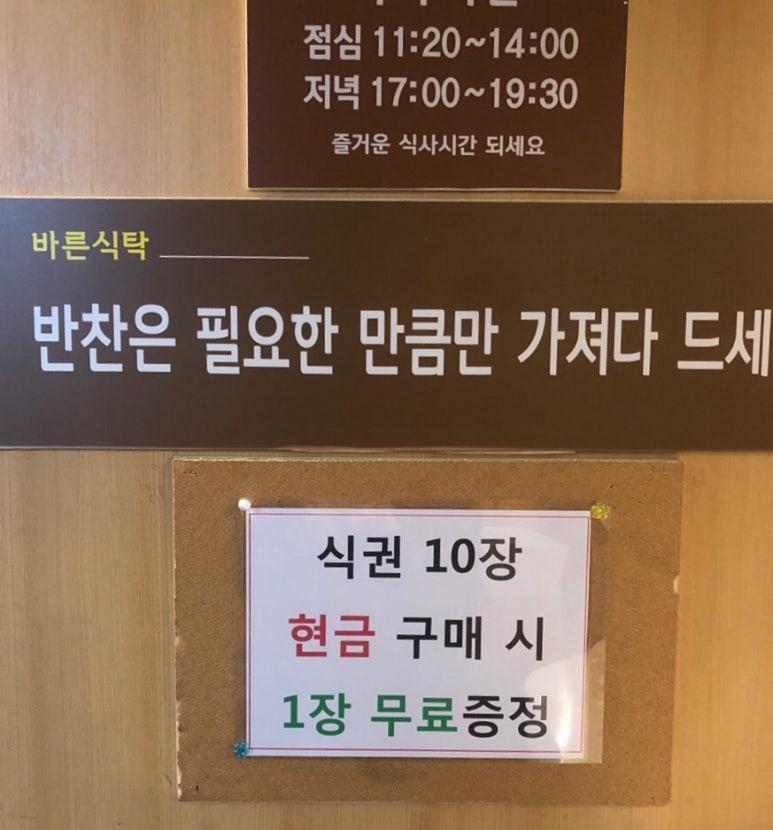 점심 11:20~14:00
저녁 17:00~19:30
즐거운 식사시간 되세요
바른식탁
반찬은 필요한 만큼만 가져다 드세
식권 10장
현금 구매 시
1장 무료증정